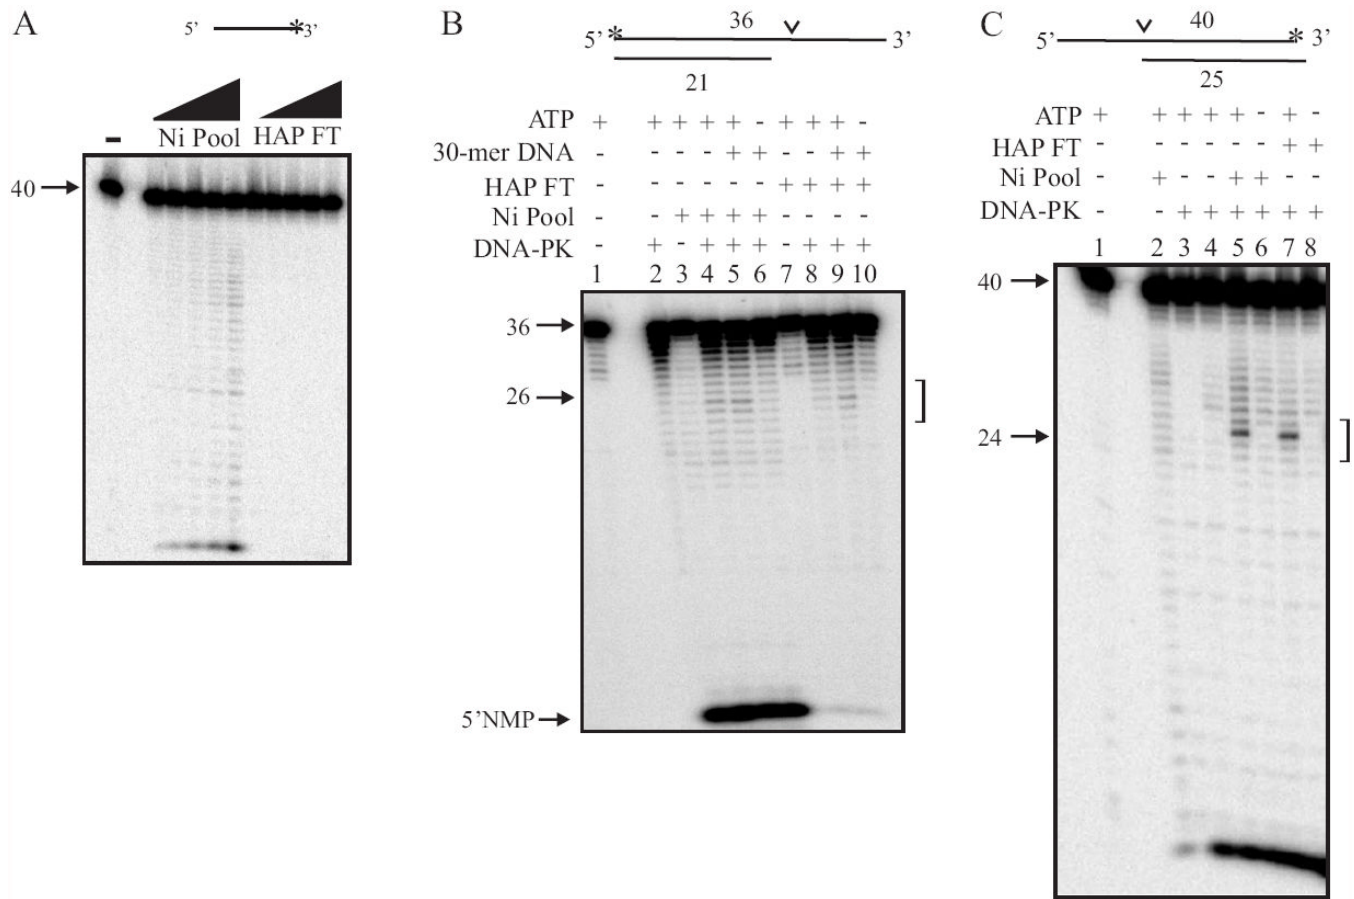 A
5' * 3'
- Ni Pool HAP FT
40
B
36
5' * 3'
21
ATP + + + + + - + + + -
30-mer DNA - - - - + + - - + +
HAP FT - - - - - - + + + +
Ni Pool - - + + + + - - - -
DNA-PK - + - + + + - + + +
1 2 3 4 5 6 7 8 9 10
36
26
]
5'NMP
C
40
5' * 3'
25
ATP + + + + + - + -
HAP FT - - - - - - + +
Ni Pool - + - - + + - -
DNA-PK - - + + + + + +
1 2 3 4 5 6 7 8
40
24
]